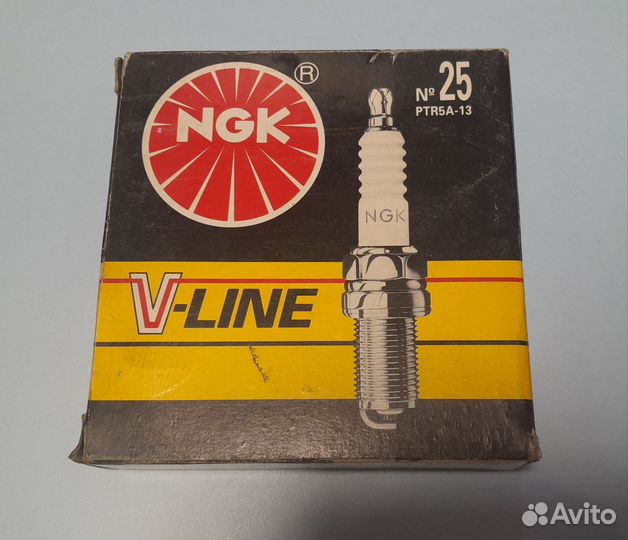 NGK
®
Nº 25
PTR5A-13
NGK
V-LINE
Avito